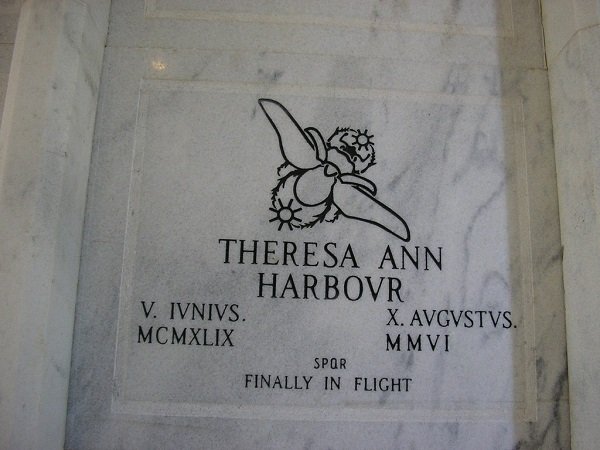 THERESA ANN
HARBOVR
V. IVNIVS.
MCMXLIX
X. AVGVSTVS.
MMVI
SPQR
FINALLY IN FLIGHT